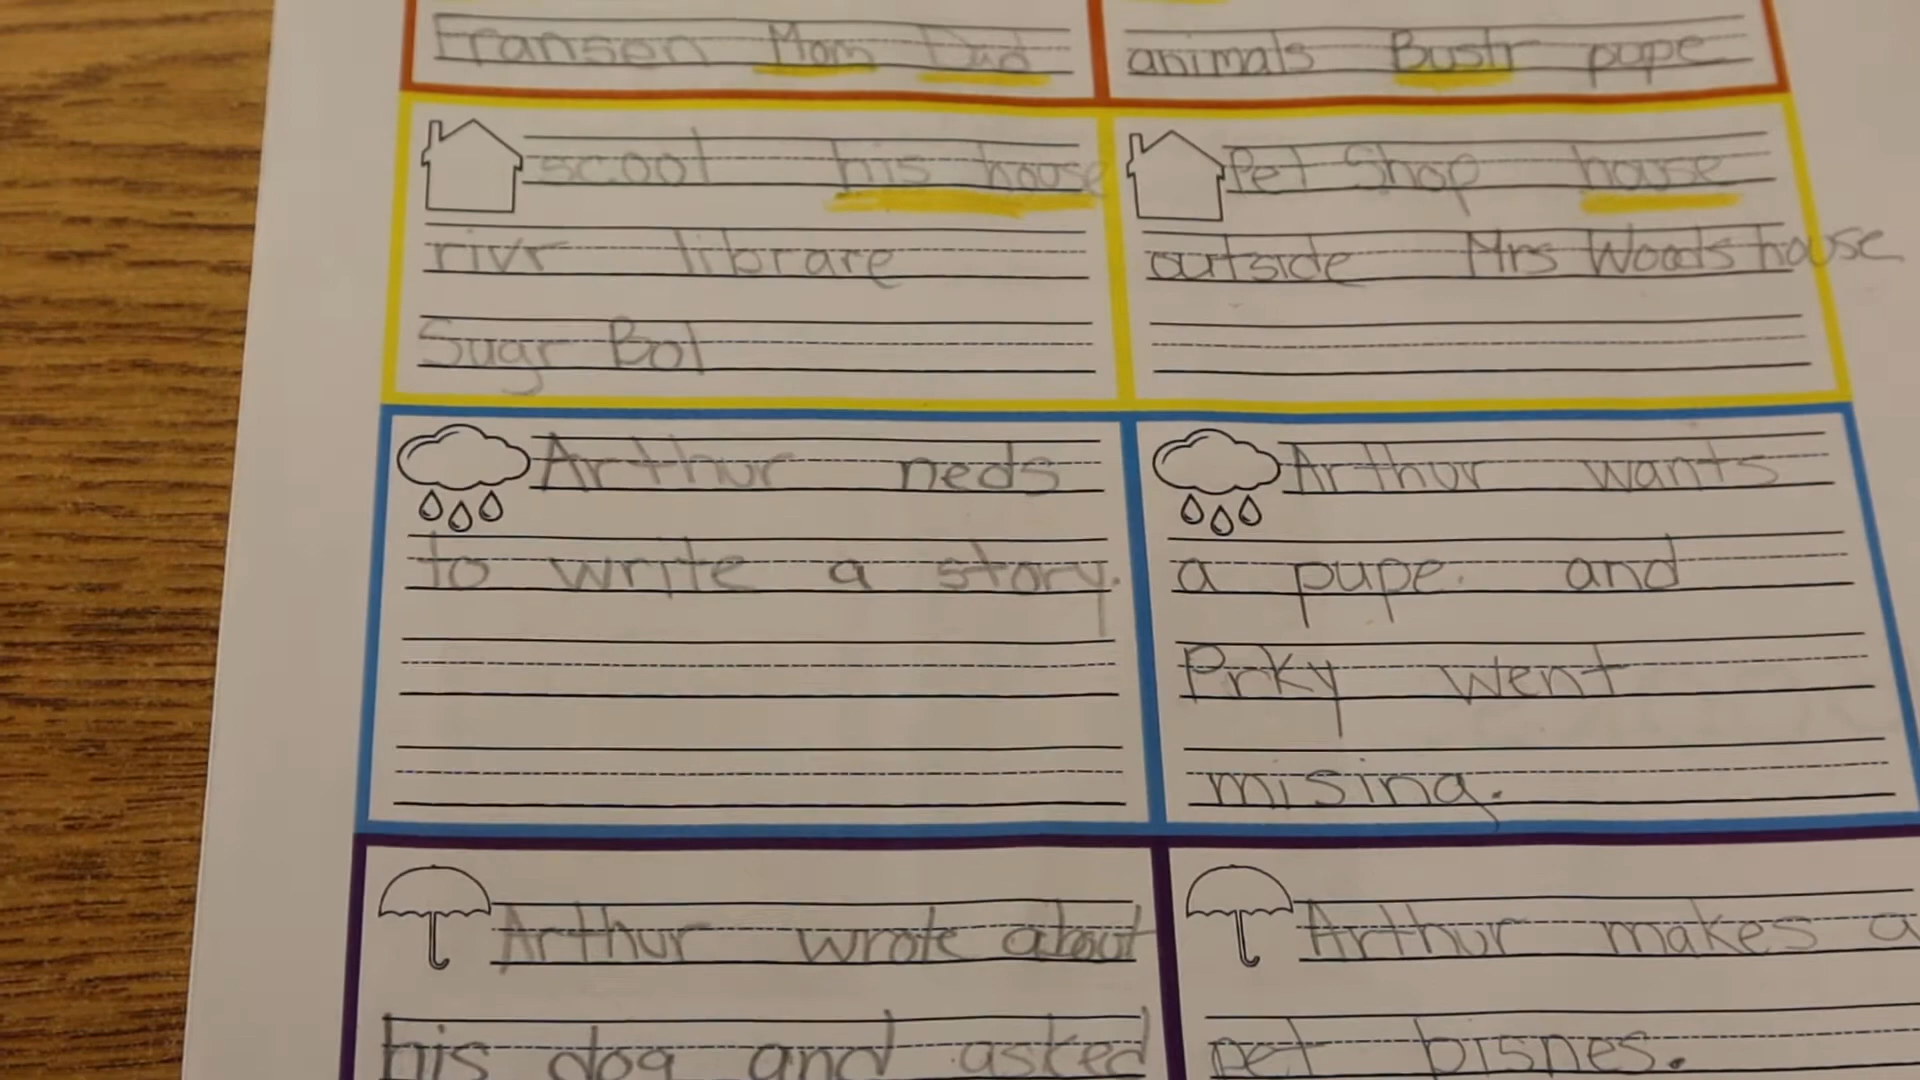 Fransen Mom Dad
animals Bustr pupe
scool his house
rivr librare
Sugr Bol
Pet Shop house
outside Mrs Woods house
Arthur neds
to write a story.
Arthur wants
a pupe. and
Prky went
mising.
Arthur wrote about
his dog and asked
Arthur makes a
pet bisnes.